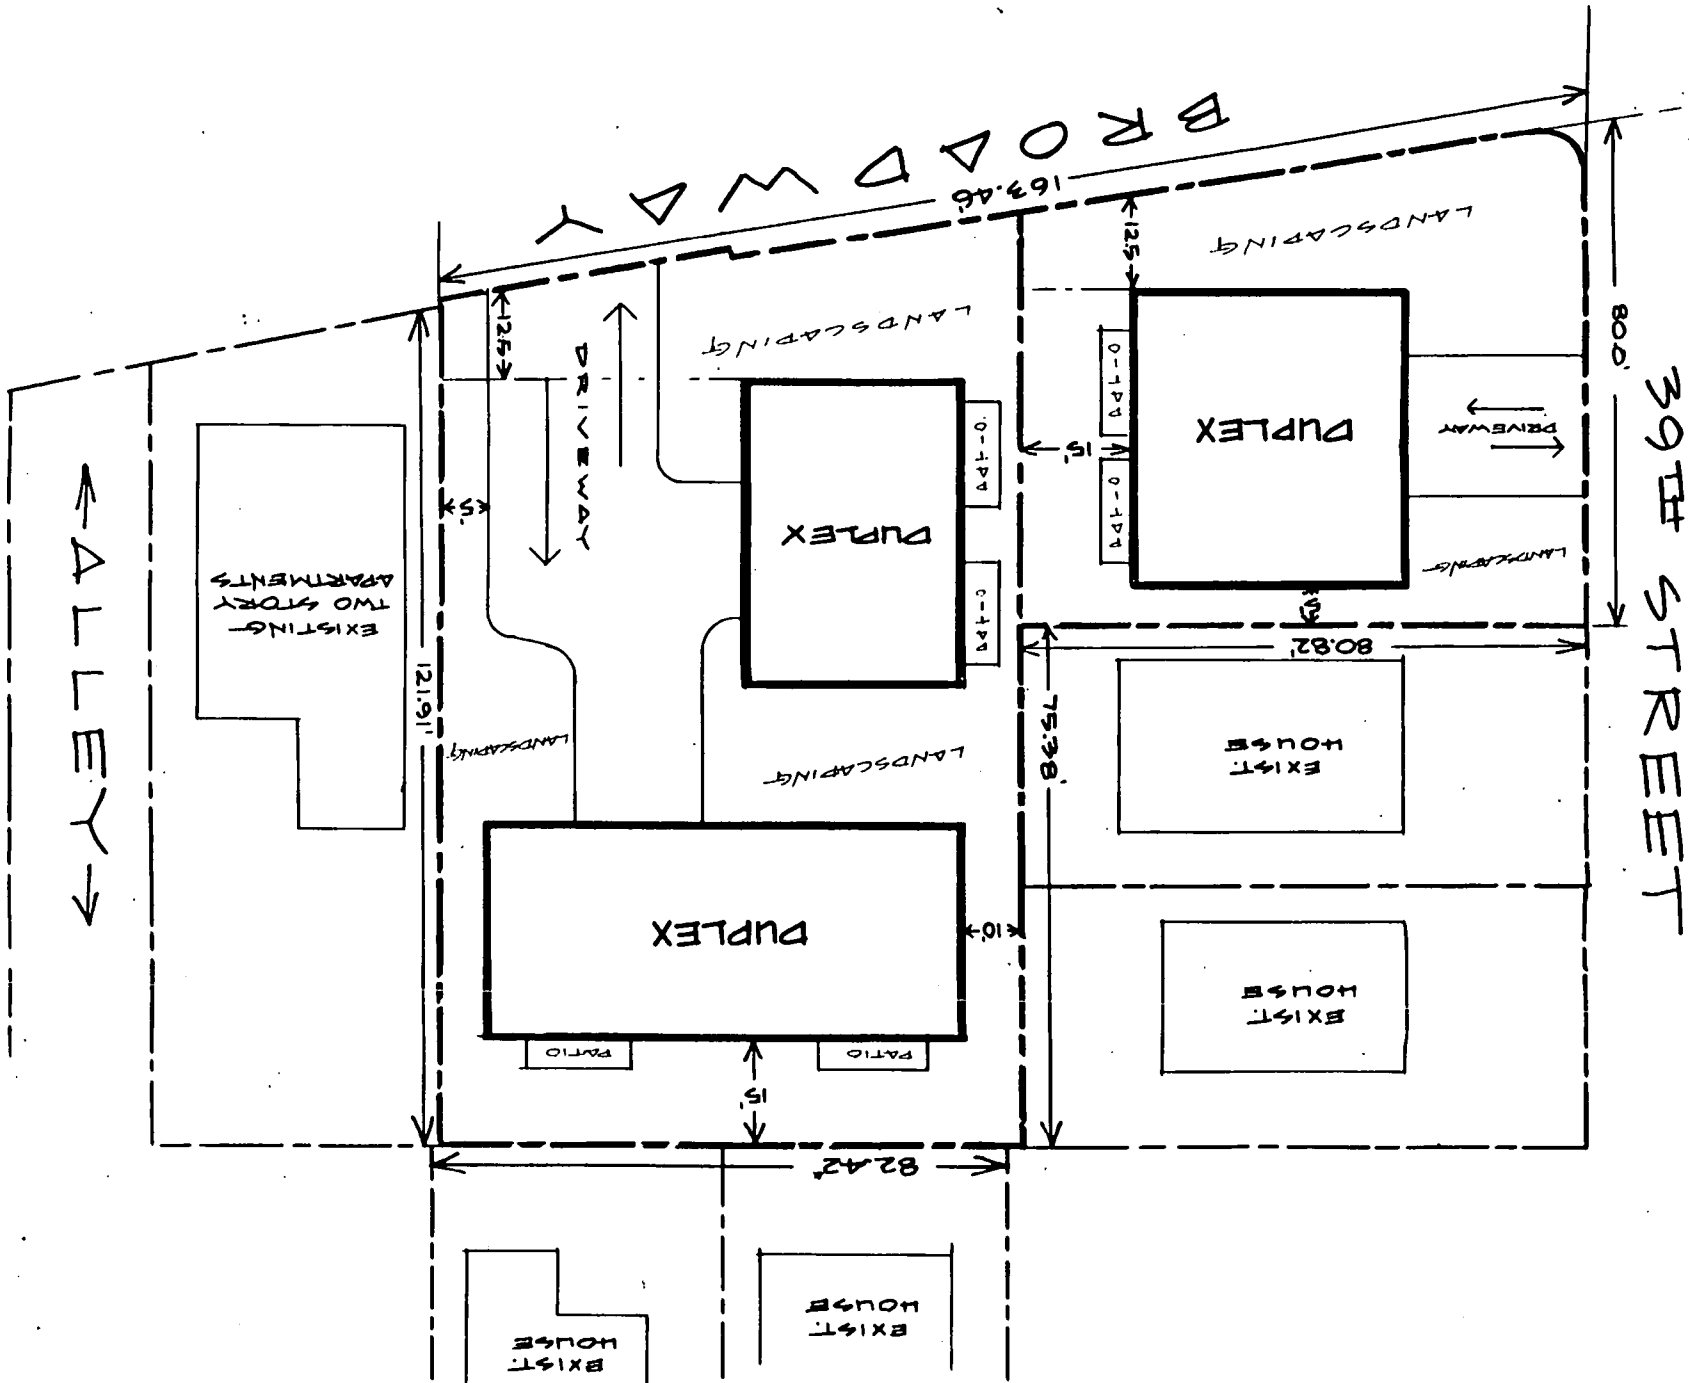 BROADWAY
163.46'
LANDSCAPING
12.5'
80.0'
39TH STREET
LANDSCAPING
12.5'
DRIVEWAY
PATIO
PATIO
DUPLEX
15'
DRIVEWAY
PATIO
PATIO
DUPLEX
5'
LANDSCAPING
5'
80.82'
ALLEY
EXISTING
TWO STORY
APARTMENTS
121.91'
75.38'
EXIST.
HOUSE
LANDSCAPING
LANDSCAPING
DUPLEX
10'
EXIST.
HOUSE
PATIO
PATIO
15'
82.42'
EXIST.
HOUSE
EXIST.
HOUSE